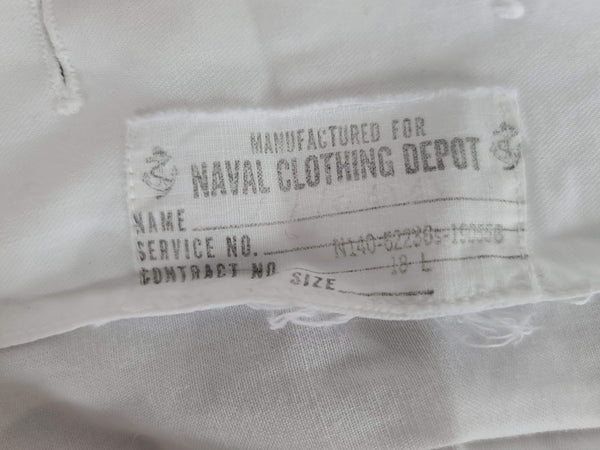 MANUFACTURED FOR
NAVAL CLOTHING DEPOT
NAME
SERVICE NO.
CONTRACT NO
SIZE 18 L